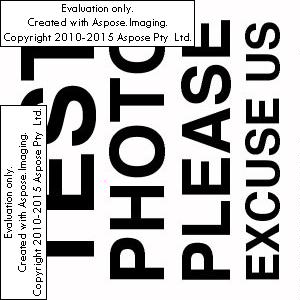 Evaluation only.
Created with Aspose.Imaging.
Copyright 2010-2015 Aspose Pty Ltd.
Evaluation only.
Created with Aspose.Imaging.
Copyright 2010-2015 Aspose Pty Ltd.
TEST
PHOTO
PLEASE
EXCUSE US